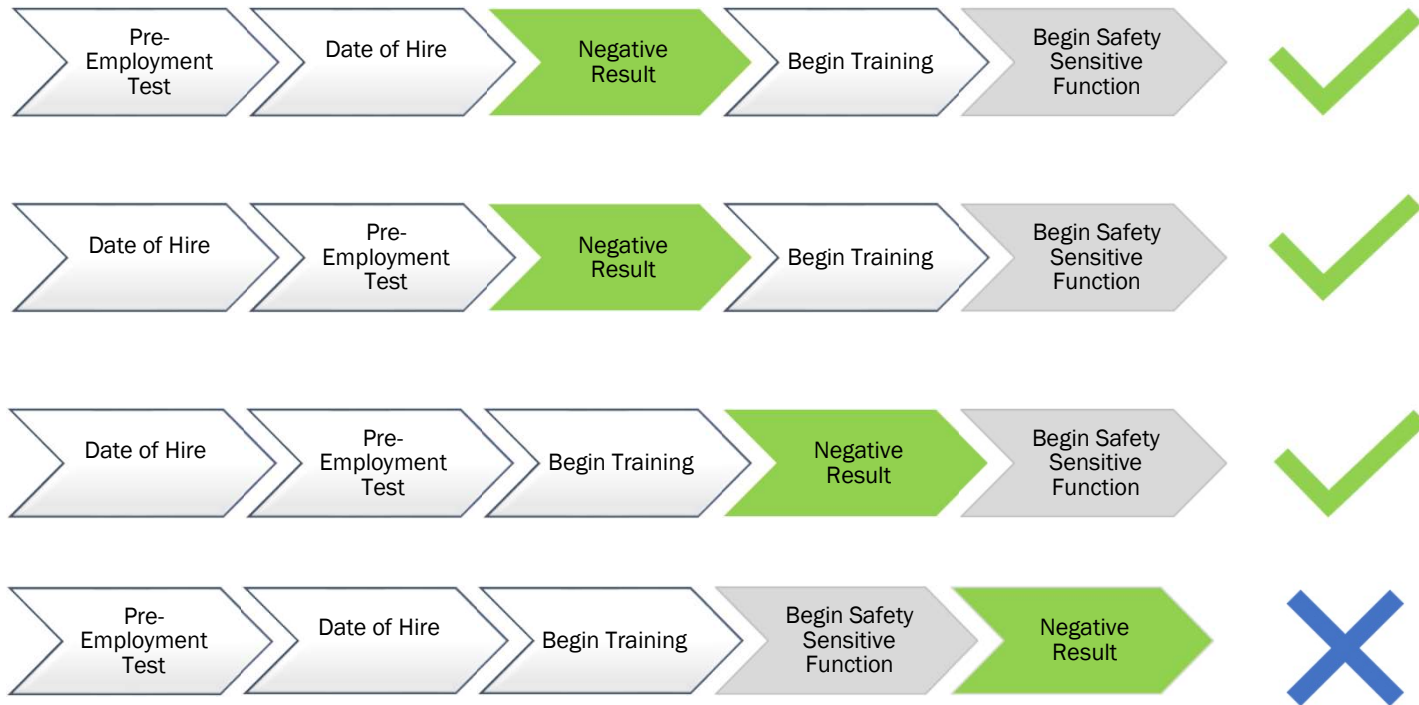 Pre-
Employment
Test
Date of Hire
Negative
Result
Begin Training
Begin Safety
Sensitive
Function
Date of Hire
Pre-
Employment
Test
Negative
Result
Begin Training
Begin Safety
Sensitive
Function
Date of Hire
Pre-
Employment
Test
Begin Training
Negative
Result
Begin Safety
Sensitive
Function
Pre-
Employment
Test
Date of Hire
Begin Training
Begin Safety
Sensitive
Function
Negative
Result